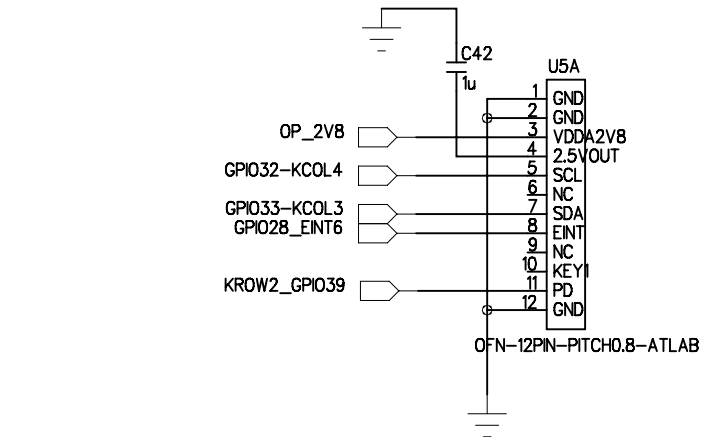 C42
1u
U5A
1 GND
2 GND
OP_2V8 3 VDDA2V8
4 2.5VOUT
GPIO32-KCOL4 5 SCL
6 NC
GPIO33-KCOL3 7 SDA
GPIO28_EINT6 8 EINT
9 NC
10 KEY1
KROW2_GPIO39 11 PD
12 GND
OFN-12PIN-PITCH0.8-ATLAB